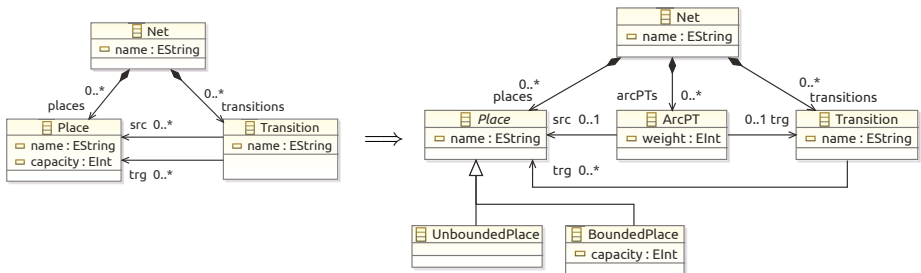 Net
name : EString
0..*
places
0..*
transitions
Place
name : EString
capacity : EInt
src 0..*
trg 0..*
Transition
name : EString
⟹
Net
name : EString
0..*
places
arcPTs
0..*
0..*
transitions
Place
name : EString
src 0..1
ArcPT
weight : EInt
0..1 trg
Transition
name : EString
trg 0..*
UnboundedPlace
BoundedPlace
capacity : EInt